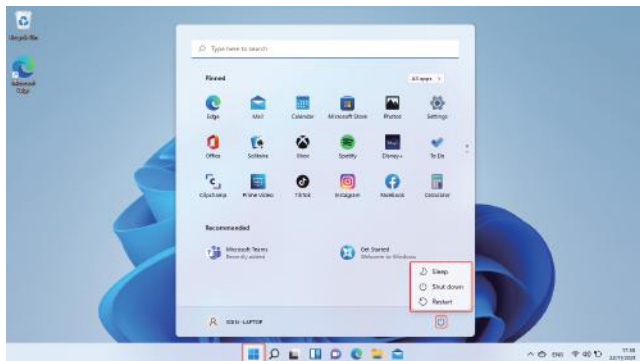 Recycle Bin
Microsoft
Edge
Type here to search
Pinned
All apps >
Edge
Mail
Calendar
Microsoft Store
Photos
Settings
Office
Solitaire
Xbox
Spotify
Disney+
To Do
Clipchamp
Prime Video
TikTok
Instagram
Facebook
Calculator
Recommended
Microsoft Teams
Recently added
Get Started
Welcome to Windows
Sleep
Shut down
Restart
ENG